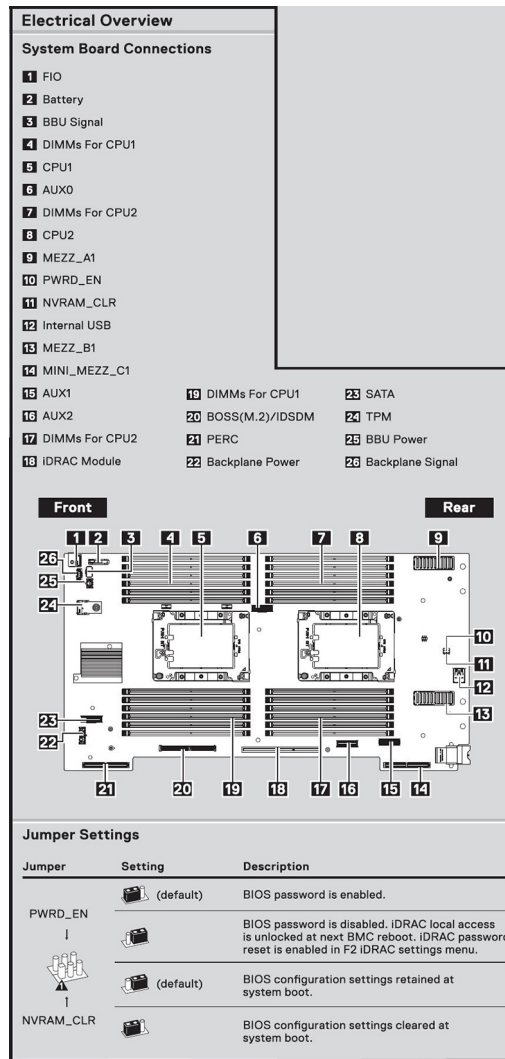 Electrical Overview
System Board Connections
1 FIO
2 Battery
3 BBU Signal
4 DIMMs For CPU1
5 CPU1
6 AUX0
7 DIMMs For CPU2
8 CPU2
9 MEZZ_A1
10 PWRD_EN
11 NVRAM_CLR
12 Internal USB
13 MEZZ_B1
14 MINI_MEZZ_C1
15 AUX1
16 AUX2
17 DIMMs For CPU2
18 iDRAC Module
19 DIMMs For CPU1
20 BOSS(M.2)/IDSDM
21 PERC
22 Backplane Power
23 SATA
24 TPM
25 BBU Power
26 Backplane Signal
Front
Rear
1 2 3 4 5 6 7 8 9
26
25
24
10
11
12
13
23
22
21 20 19 18 17 16 15 14
Jumper Settings
Jumper Setting Description
PWRD_EN
(default) BIOS password is enabled.
BIOS password is disabled. iDRAC local access
is unlocked at next BMC reboot. iDRAC password
reset is enabled in F2 iDRAC settings menu.
NVRAM_CLR
(default) BIOS configuration settings retained at
system boot.
BIOS configuration settings cleared at
system boot.